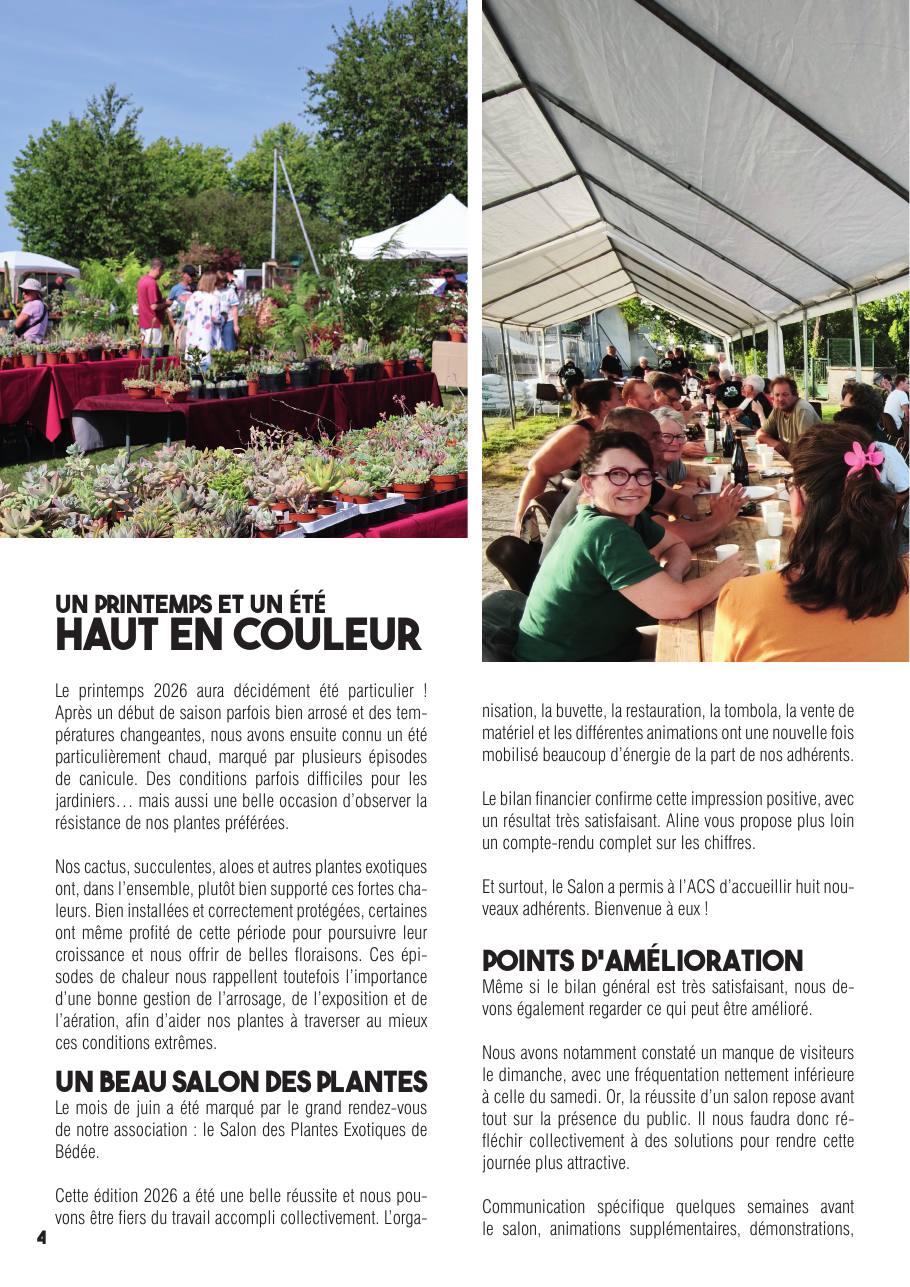 UN PRINTEMPS ET UN ÉTÉ
HAUT EN COULEUR
Le printemps 2026 aura décidément été particulier !
Après un début de saison parfois bien arrosé et des tem-
pératures changeantes, nous avons ensuite connu un été
particulièrement chaud, marqué par plusieurs épisodes
de canicule. Des conditions parfois difficiles pour les
jardiniers… mais aussi une belle occasion d'observer la
résistance de nos plantes préférées.
Nos cactus, succulentes, aloes et autres plantes exotiques
ont, dans l'ensemble, plutôt bien supporté ces fortes cha-
leurs. Bien installées et correctement protégées, certaines
ont même profité de cette période pour poursuivre leur
croissance et nous offrir de belles floraisons. Ces épi-
sodes de chaleur nous rappellent toutefois l'importance
d'une bonne gestion de l'arrosage, de l'exposition et de
l'aération, afin d'aider nos plantes à traverser au mieux
ces conditions extrêmes.
UN BEAU SALON DES PLANTES
Le mois de juin a été marqué par le grand rendez-vous
de notre association : le Salon des Plantes Exotiques de
Bédée.
Cette édition 2026 a été une belle réussite et nous pou-
vons être fiers du travail accompli collectivement. L'orga-
nisation, la buvette, la restauration, la tombola, la vente de
matériel et les différentes animations ont une nouvelle fois
mobilisé beaucoup d'énergie de la part de nos adhérents.
Le bilan financier confirme cette impression positive, avec
un résultat très satisfaisant. Aline vous propose plus loin
un compte-rendu complet sur les chiffres.
Et surtout, le Salon a permis à l'ACS d'accueillir huit nou-
veaux adhérents. Bienvenue à eux !
POINTS D'AMÉLIORATION
Même si le bilan général est très satisfaisant, nous de-
vons également regarder ce qui peut être amélioré.
Nous avons notamment constaté un manque de visiteurs
le dimanche, avec une fréquentation nettement inférieure
à celle du samedi. Or, la réussite d'un salon repose avant
tout sur la présence du public. Il nous faudra donc ré-
fléchir collectivement à des solutions pour rendre cette
journée plus attractive.
Communication spécifique quelques semaines avant
le salon, animations supplémentaires, démonstrations,
4